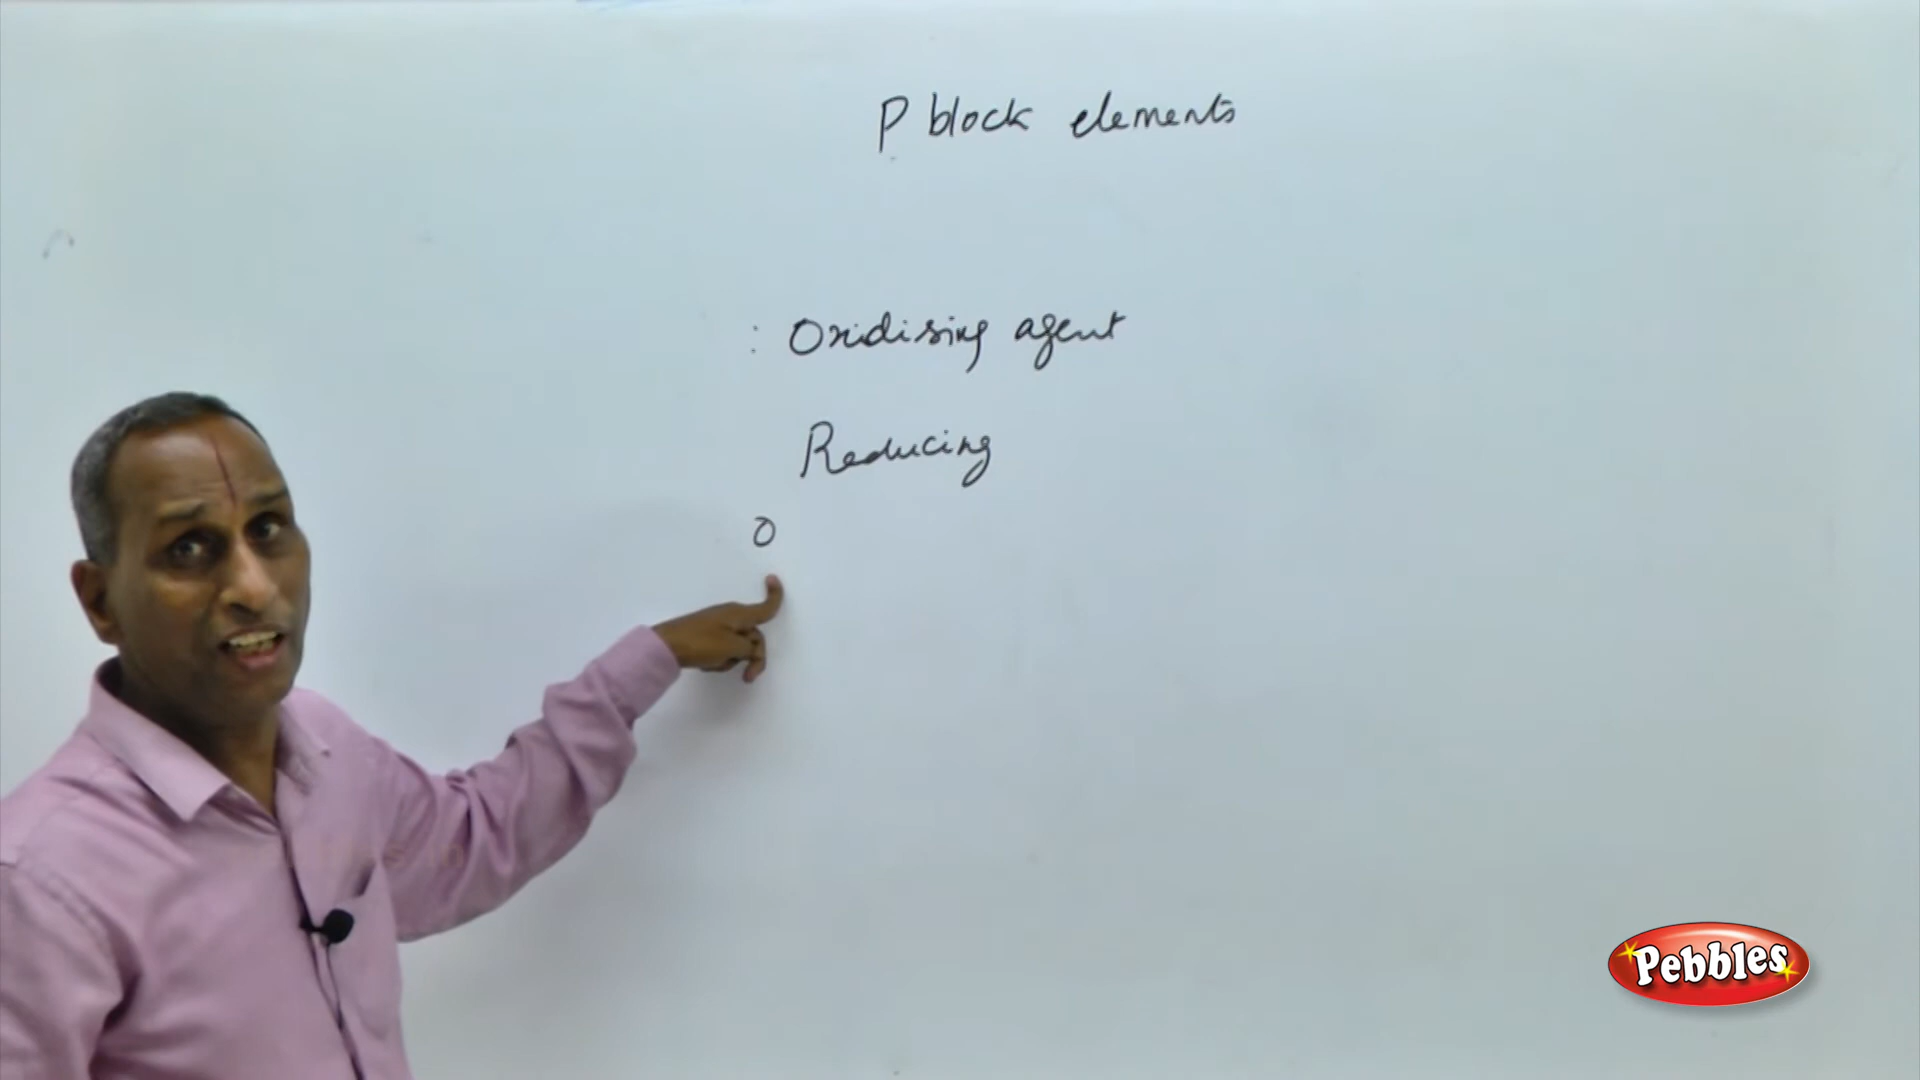 P block elements
: Oxidising agent
Reducing
O
Pebbles